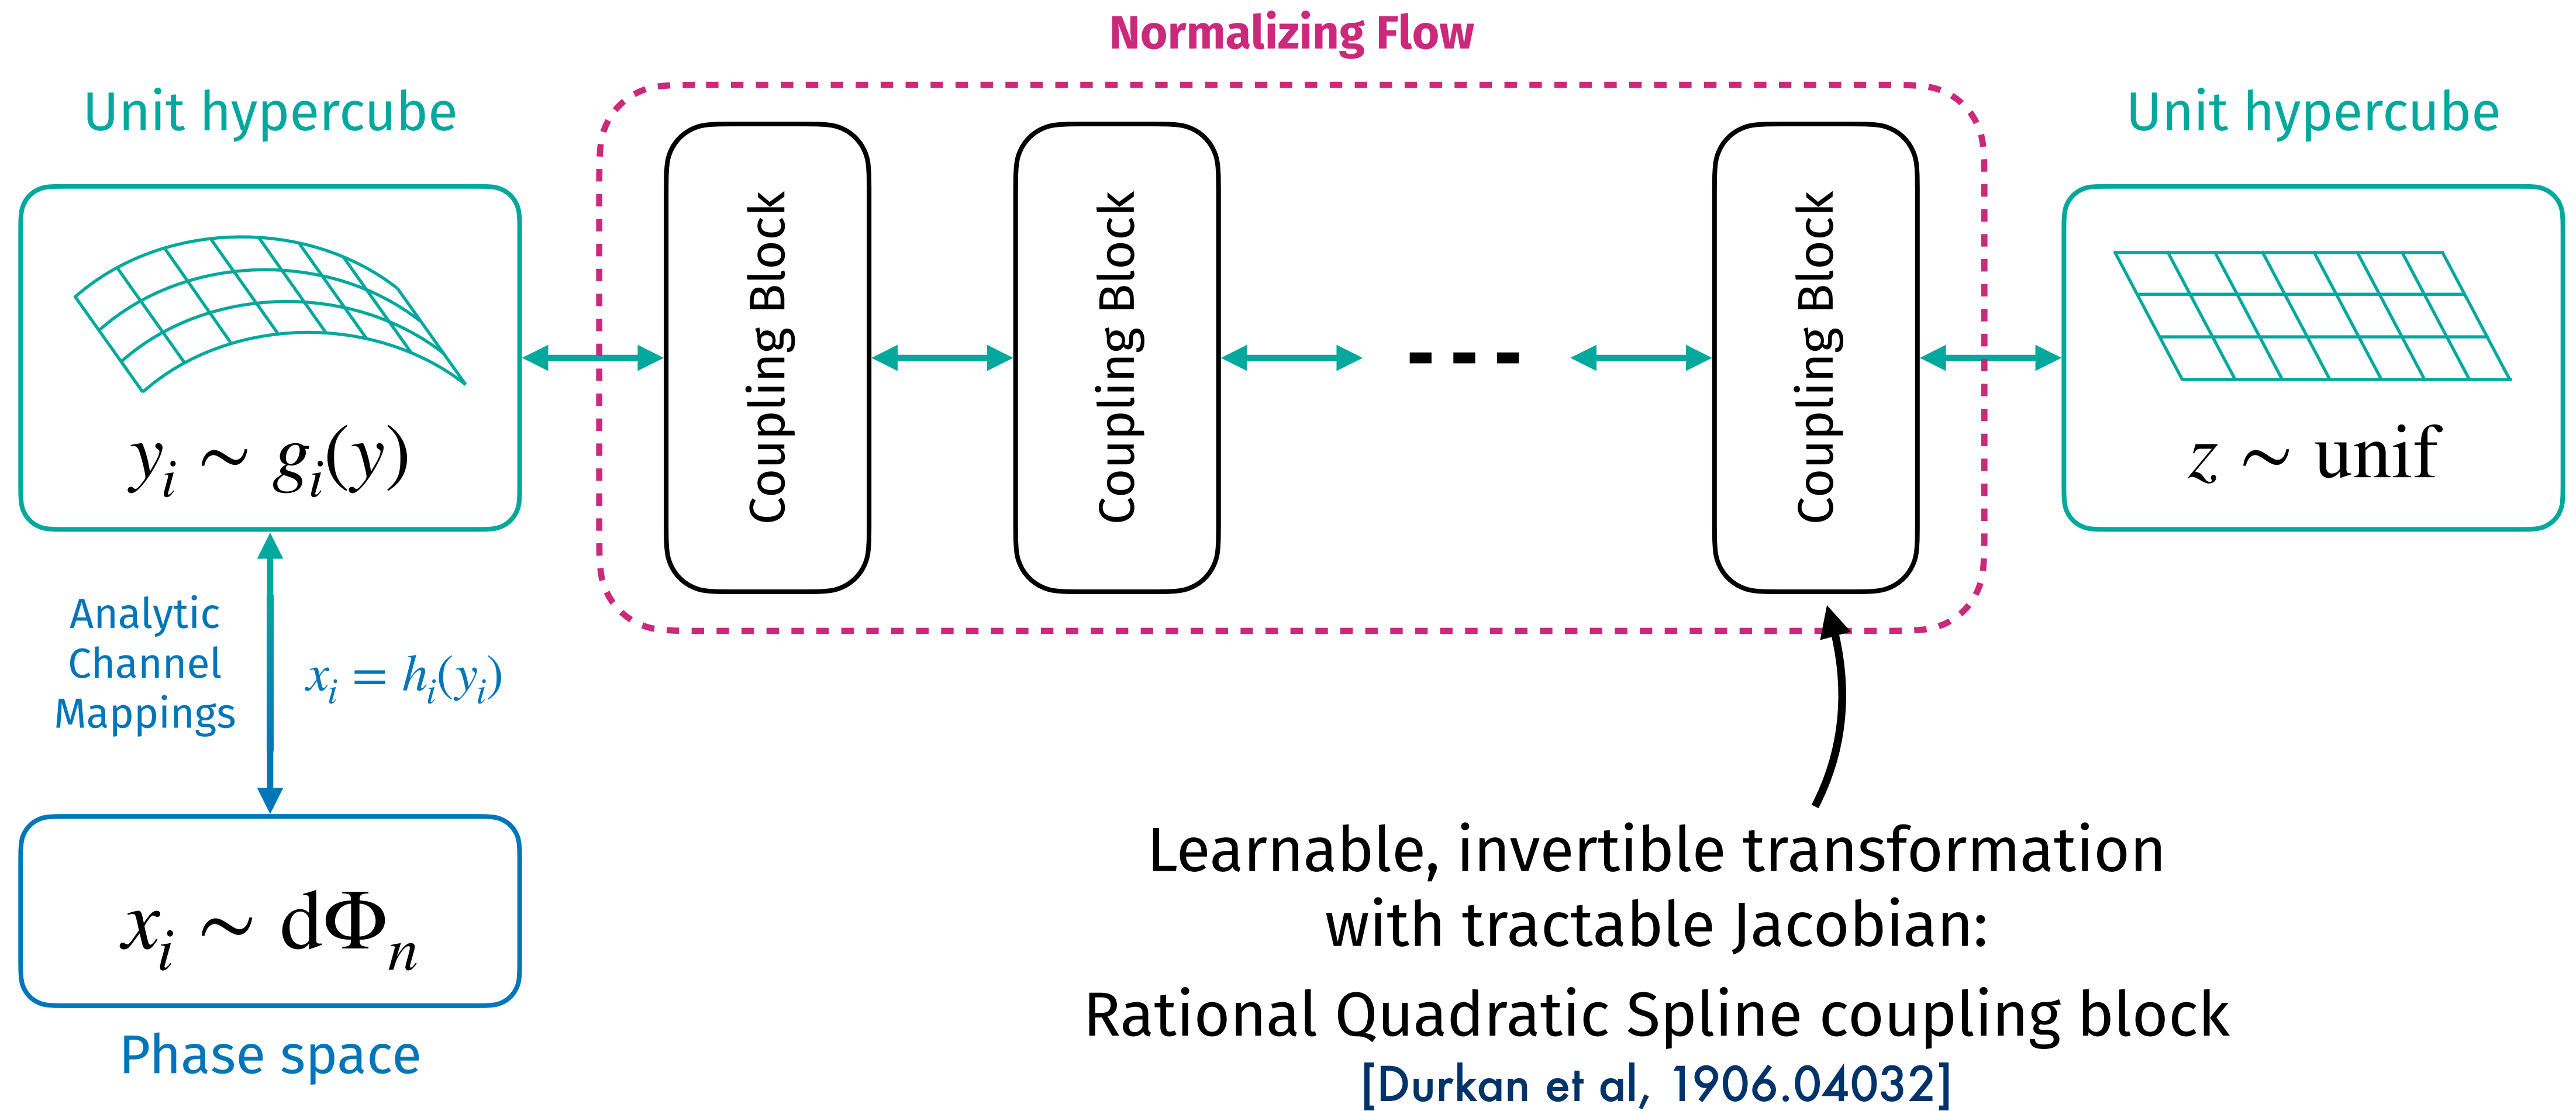 Normalizing Flow
Unit hypercube
Unit hypercube
Coupling Block
Coupling Block
Coupling Block
yᵢ ∼ gᵢ(y)
z ∼ unif
Analytic
Channel
Mappings
xᵢ = hᵢ(yᵢ)
xᵢ ∼ dΦₙ
Phase space
Learnable, invertible transformation
with tractable Jacobian:
Rational Quadratic Spline coupling block
[Durkan et al, 1906.04032]